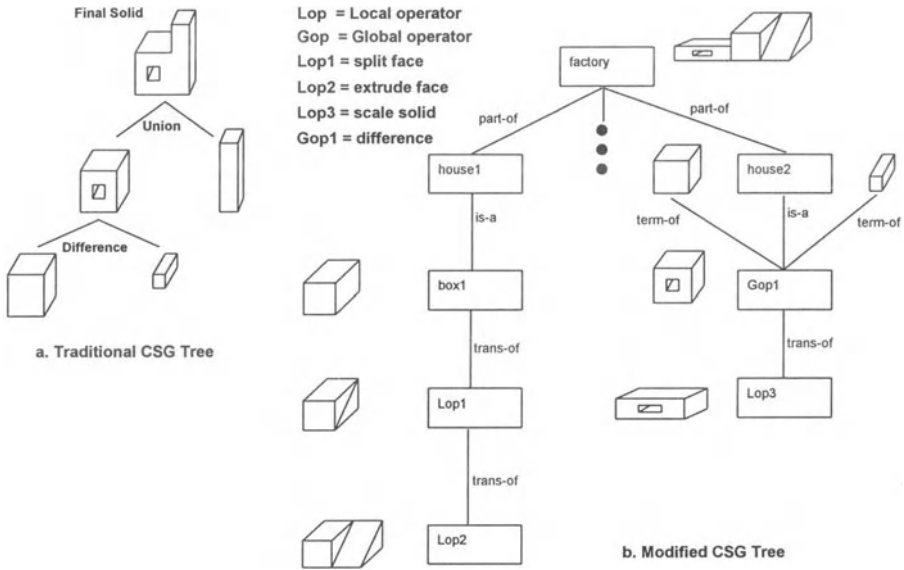 Final Solid
Union
Difference
a. Traditional CSG Tree
Lop = Local operator
Gop = Global operator
Lop1 = split face
Lop2 = extrude face
Lop3 = scale solid
Gop1 = difference
factory
part-of
part-of
house1
house2
is-a
term-of
is-a
term-of
box1
Gop1
trans-of
trans-of
Lop1
Lop3
trans-of
Lop2
b. Modified CSG Tree